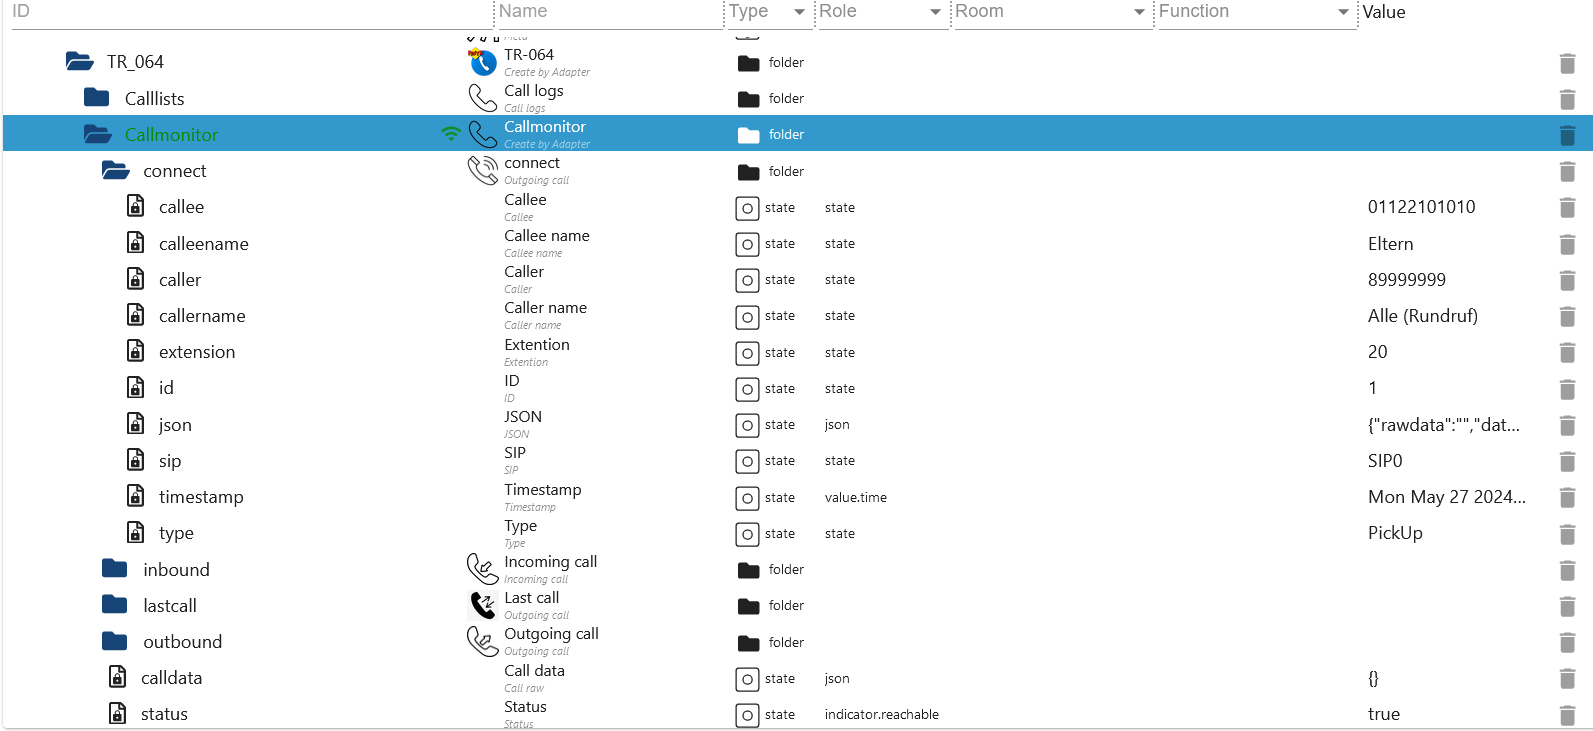 ID Name Type Role Room Function Value
Meta
TR_064 TR-064 folder
Create by Adapter
Calllists Call logs folder
Call logs
Callmonitor Callmonitor folder
Create by Adapter
connect connect folder
Outgoing call
callee Callee state state 01122101010
Callee
calleename Callee name state state Eltern
Callee name
caller Caller state state 89999999
Caller
callername Caller name state state Alle (Rundruf)
Caller name
extension Extention state state 20
Extention
id ID state state 1
ID
json JSON state json {"rawdata":"","dat...
JSON
sip SIP state state SIP0
SIP
timestamp Timestamp state value.time Mon May 27 2024...
Timestamp
type Type state state PickUp
Type
inbound Incoming call folder
Incoming call
lastcall Last call folder
Outgoing call
outbound Outgoing call folder
Outgoing call
calldata Call data state json {}
Call raw
status Status state indicator.reachable true
Status